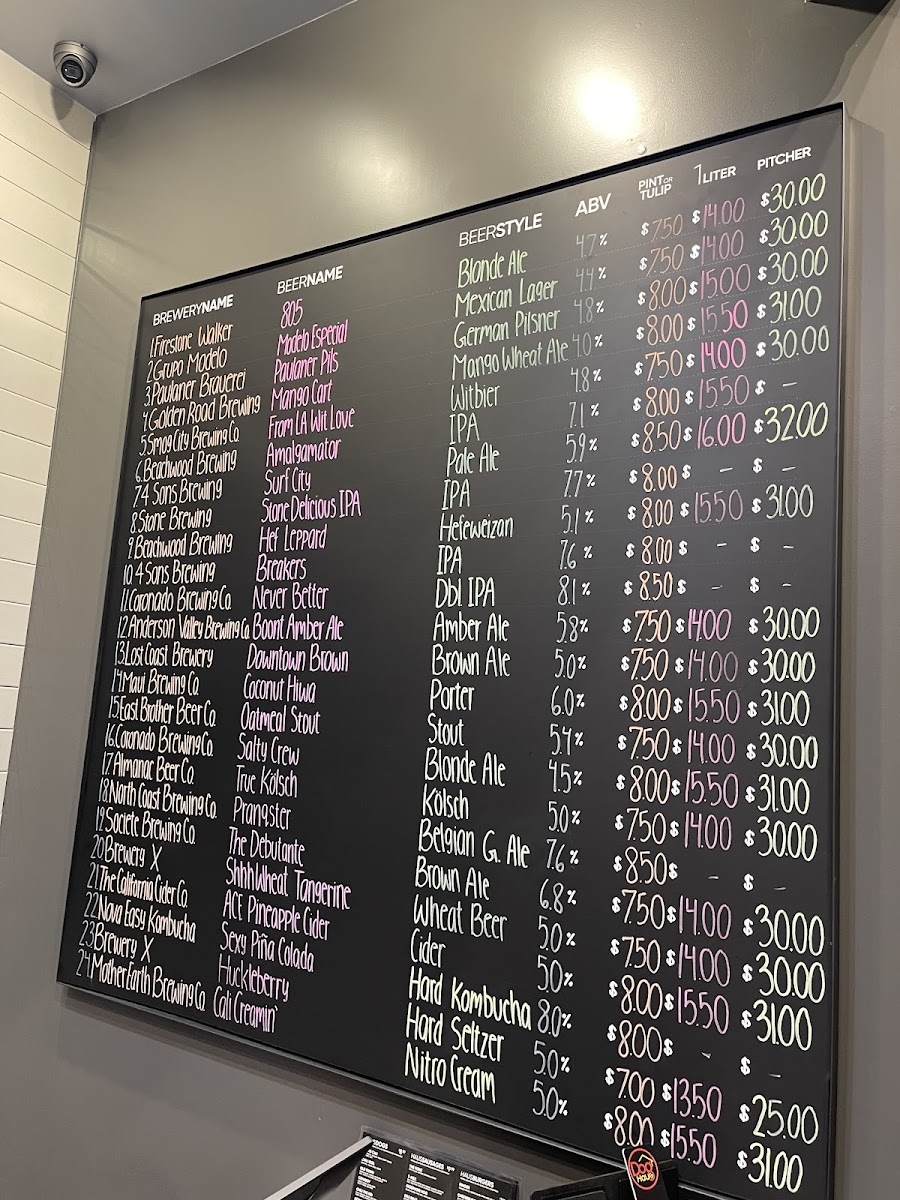 BREWERYNAME BEERNAME BEERSTYLE ABV PINT OR TULIP 1 LITER PITCHER
1. Firestone Walker 805 Blonde Ale 4.7% $7.50 $14.00 $30.00
2. Grupo Modelo Modelo Especial Mexican Lager 4.4% $7.50 $14.00 $30.00
3. Paulaner Brauerei Paulaner Pils German Pilsner 4.8% $8.00 $15.00 $30.00
4. Golden Road Brewing Mango Cart Mango Wheat Ale 4.0% $8.00 $15.50 $31.00
5. Smog City Brewing Co. From LA Wit Love Witbier 4.8% $7.50 $14.00 $30.00
6. Beachwood Brewing Amalgamator IPA 7.1% $8.00 $15.50 $ -
7. 4 Sons Brewing Surf City Pale Ale 5.9% $8.50 $16.00 $32.00
8. Stone Brewing Stone Delicious IPA IPA 7.7% $8.00 $ - $ -
9. Beachwood Brewing Hef Leppard Hefeweizan 5.1% $8.00 $15.50 $31.00
10. 4 Sons Brewing Breakers IPA 7.6% $8.00 $ - $ -
11. Coronado Brewing Co. Never Better Dbl IPA 8.1% $8.50 $ - $ -
12. Anderson Valley Brewing Co. Boont Amber Ale Amber Ale 5.8% $7.50 $14.00 $30.00
13. Lost Coast Brewery Downtown Brown Brown Ale 5.0% $7.50 $14.00 $30.00
14. Maui Brewing Co. Coconut Hiwa Porter 6.0% $8.00 $15.50 $31.00
15. East Brother Beer Co. Oatmeal Stout Stout 5.4% $7.50 $14.00 $30.00
16. Coronado Brewing Co. Salty Crew Blonde Ale 4.5% $8.00 $15.50 $31.00
17. Almanac Beer Co. True Kölsch Kölsch 5.0% $7.50 $14.00 $30.00
18. North Coast Brewing Co. Prangster Belgian G. Ale 7.6% $8.50 $ - $ -
19. Societe Brewing Co. The Debutante Brown Ale 6.8% $7.50 $14.00 $30.00
20. Brewery X Shhh Wheat Tangerine Wheat Beer 5.0% $7.50 $14.00 $30.00
21. The California Cider Co. ACE Pineapple Cider Cider 5.0% $8.00 $15.50 $31.00
22. Nova Easy Kombucha Sexy Piña Colada Hard Kombucha 8.0% $8.00 $ - $ -
23. Brewery X Huckleberry Hard Seltzer 5.0% $7.00 $13.50 $25.00
24. Mother Earth Brewing Co. Cali Creamin' Nitro Cream 5.0% $8.00 $15.50 $31.00
HAUSSAUSAGES HAUSBURGERS
Dog Haus